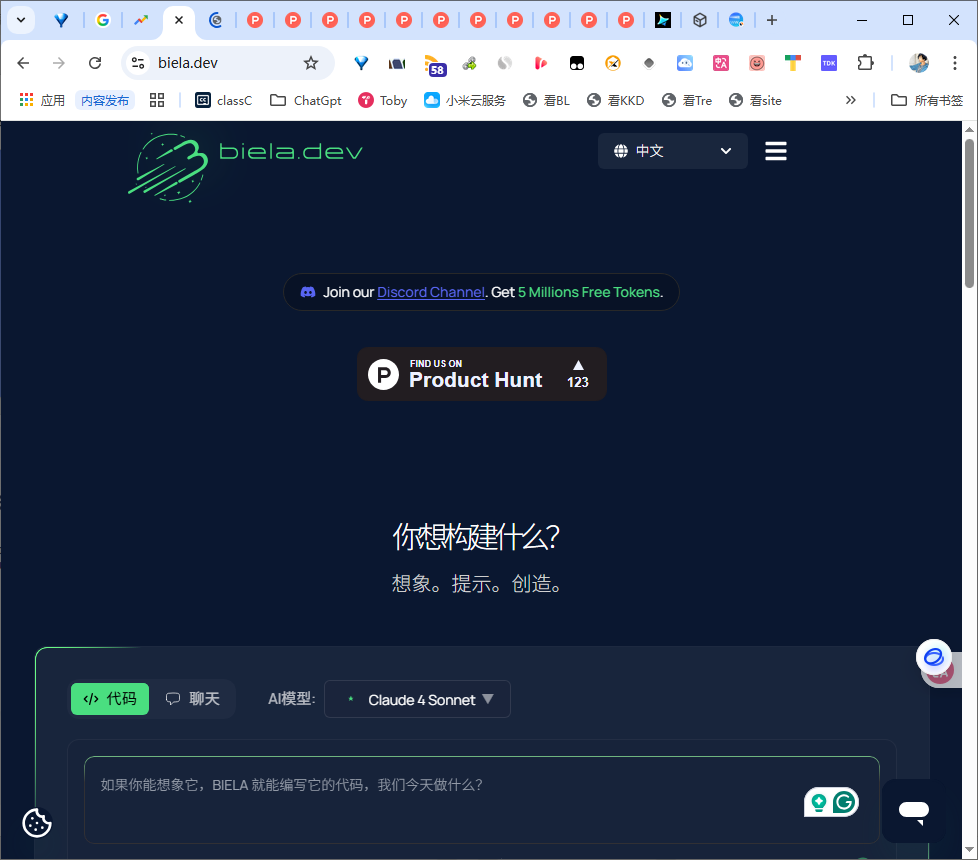 biela.dev
58
TDK
应用
内容发布
classC
ChatGpt
Toby
小米云服务
看BL
看KKD
看Tre
看site
所有书签
biela.dev
中文
Join our Discord Channel. Get 5 Millions Free Tokens.
FIND US ON
Product Hunt
123
你想构建什么?
想象。提示。创造。
代码
聊天
AI模型:
Claude 4 Sonnet
如果你能想象它，BIELA 就能编写它的代码，我们今天做什么?